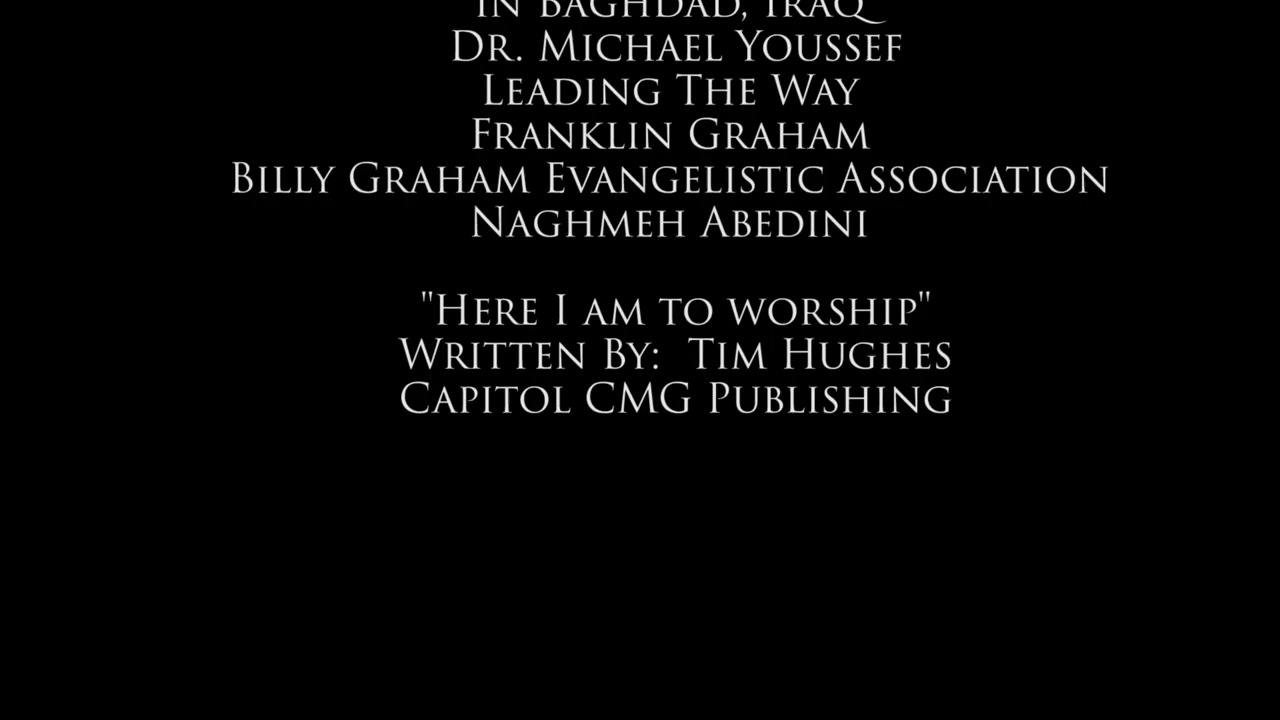 In Baghdad, Iraq
Dr. Michael Youssef
Leading The Way
Franklin Graham
Billy Graham Evangelistic Association
Naghmeh Abedini
"Here I am to worship"
Written By: Tim Hughes
Capitol CMG Publishing